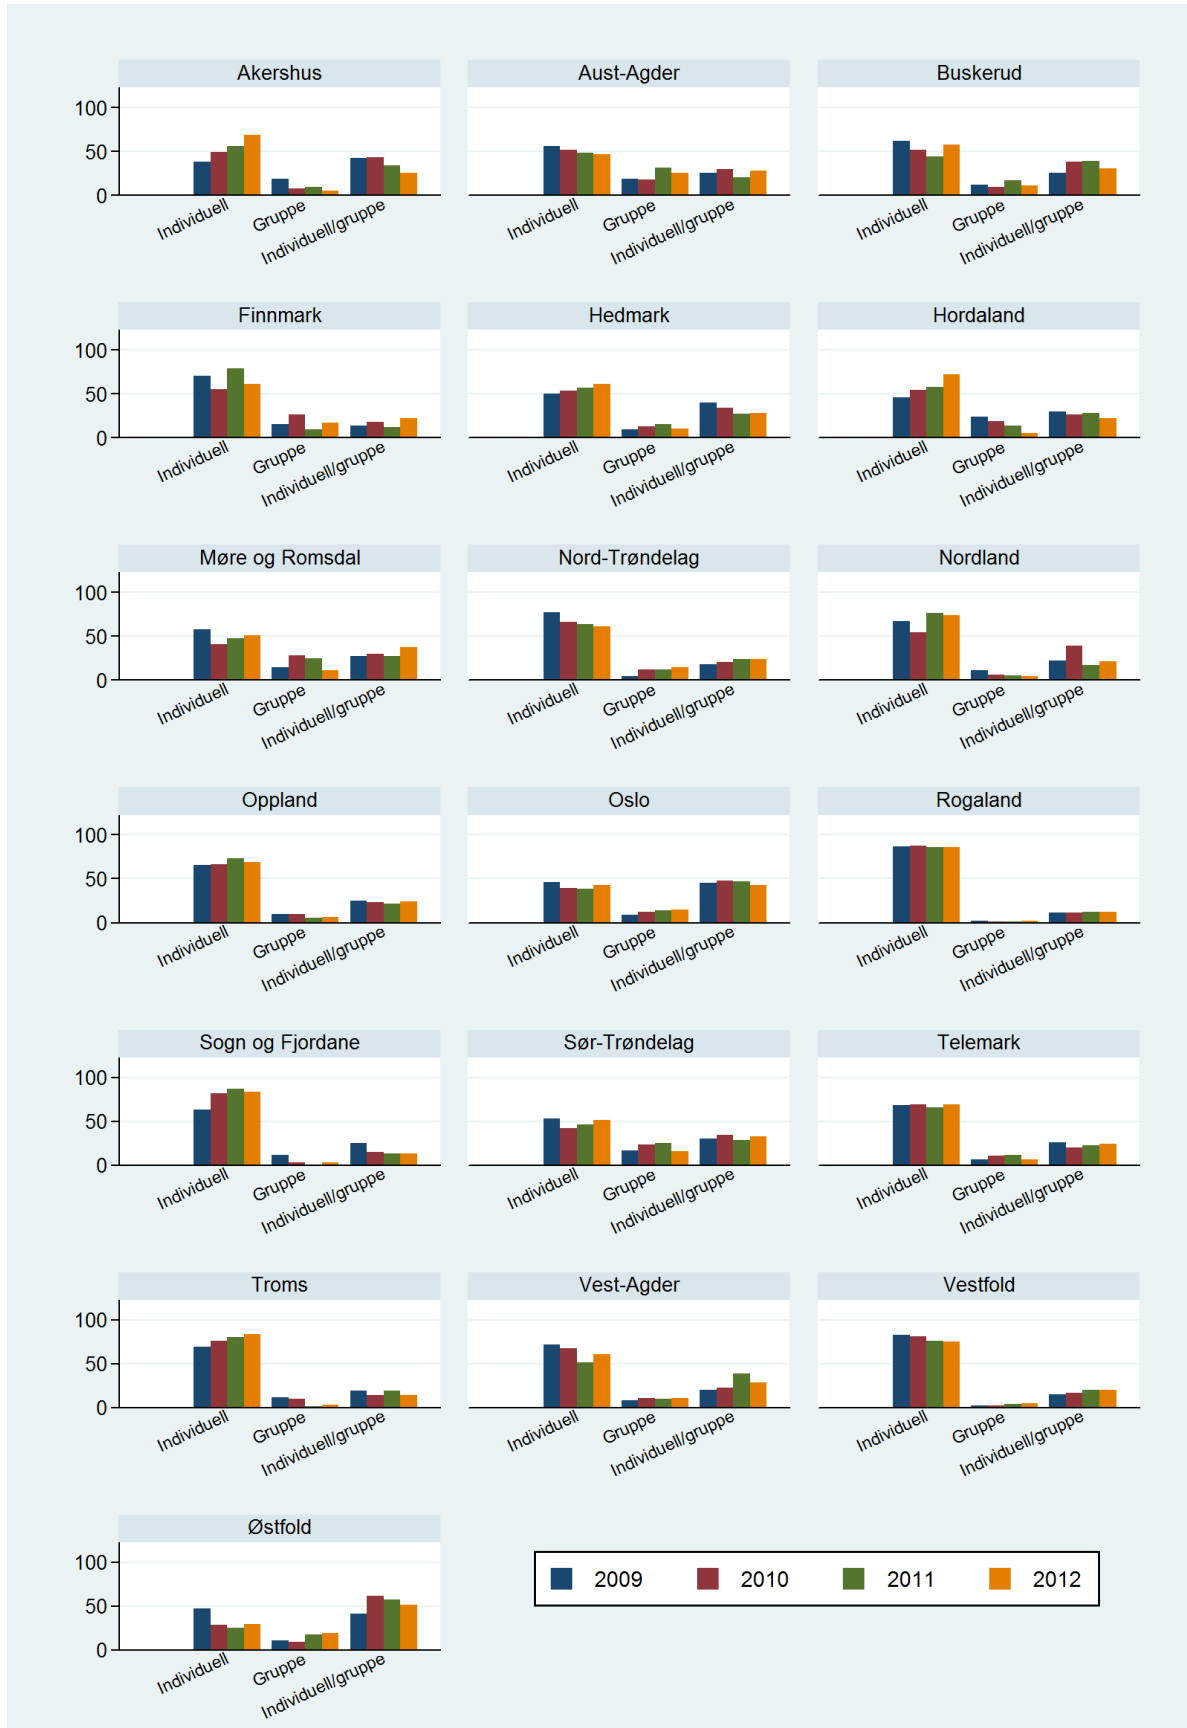 Akershus Aust-Agder Buskerud
100
50
0
Individuell Gruppe Individuell/gruppe Individuell Gruppe Individuell/gruppe Individuell Gruppe Individuell/gruppe
Finnmark Hedmark Hordaland
100
50
0
Individuell Gruppe Individuell/gruppe Individuell Gruppe Individuell/gruppe Individuell Gruppe Individuell/gruppe
Møre og Romsdal Nord-Trøndelag Nordland
100
50
0
Individuell Gruppe Individuell/gruppe Individuell Gruppe Individuell/gruppe Individuell Gruppe Individuell/gruppe
Oppland Oslo Rogaland
100
50
0
Individuell Gruppe Individuell/gruppe Individuell Gruppe Individuell/gruppe Individuell Gruppe Individuell/gruppe
Sogn og Fjordane Sør-Trøndelag Telemark
100
50
0
Individuell Gruppe Individuell/gruppe Individuell Gruppe Individuell/gruppe Individuell Gruppe Individuell/gruppe
Troms Vest-Agder Vestfold
100
50
0
Individuell Gruppe Individuell/gruppe Individuell Gruppe Individuell/gruppe Individuell Gruppe Individuell/gruppe
Østfold
100
50
0
Individuell Gruppe Individuell/gruppe
2009 2010 2011 2012